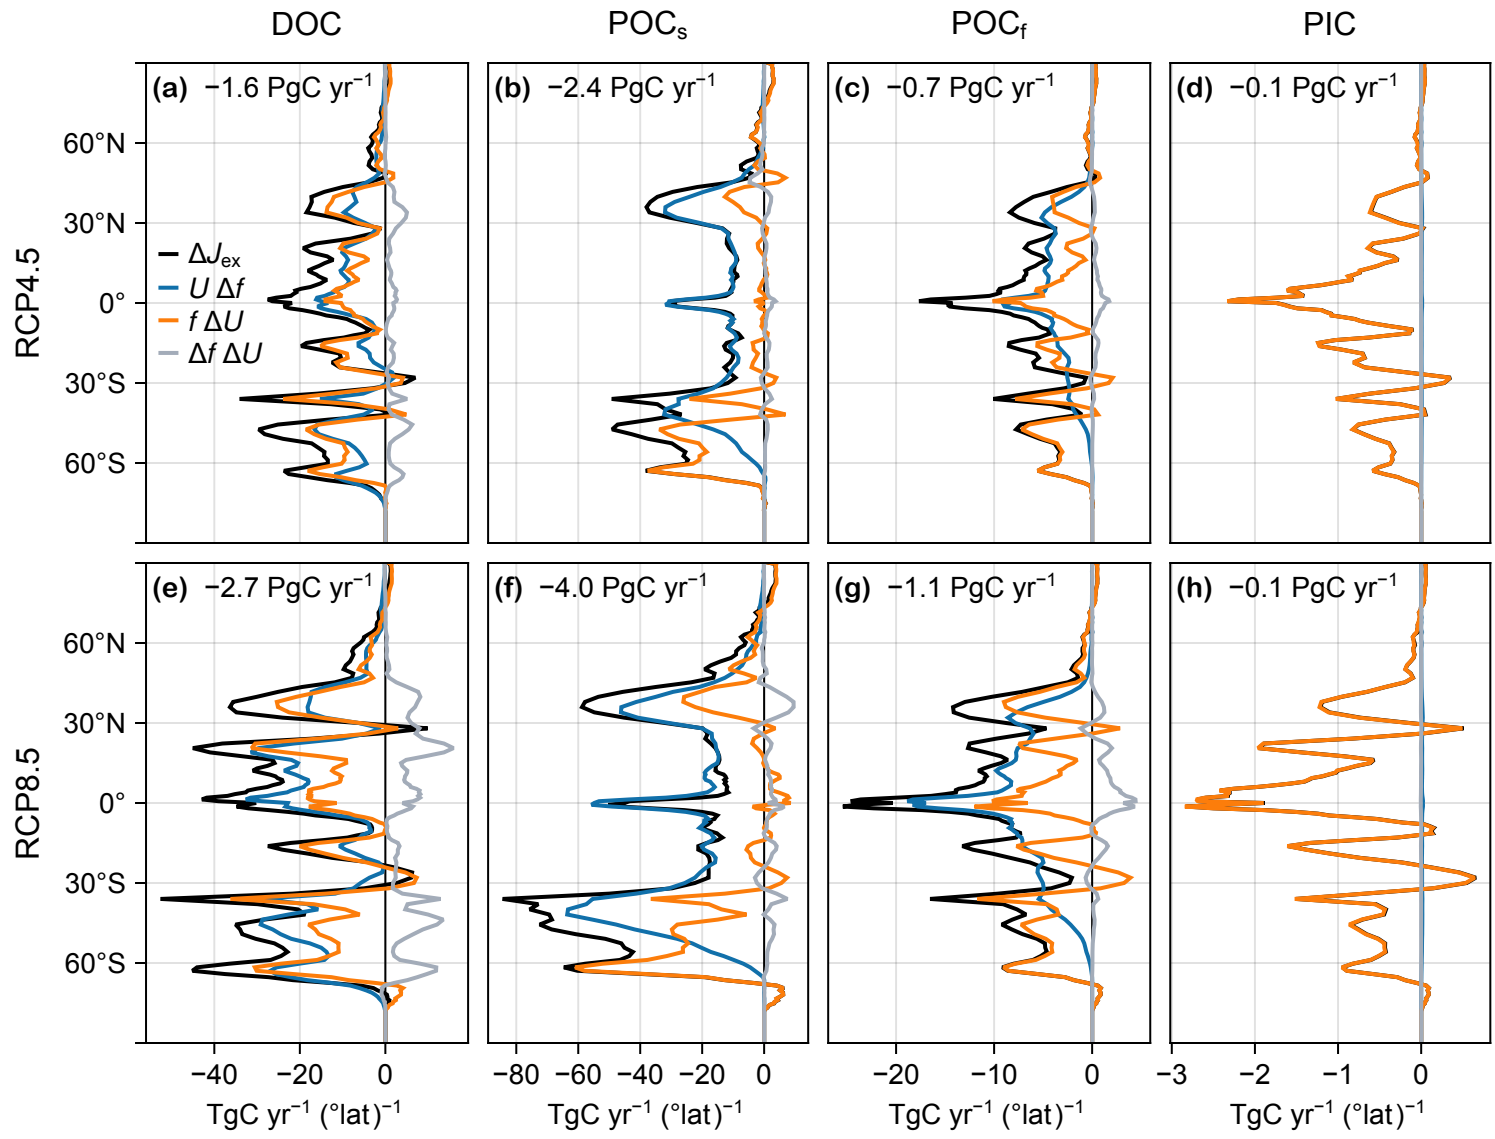 DOC POCs POCf PIC
RCP4.5
(a) −1.6 PgC yr⁻¹ (b) −2.4 PgC yr⁻¹ (c) −0.7 PgC yr⁻¹ (d) −0.1 PgC yr⁻¹
60°N
30°N
ΔJex
U Δf
0°
f ΔU
Δf ΔU
30°S
60°S
RCP8.5
(e) −2.7 PgC yr⁻¹ (f) −4.0 PgC yr⁻¹ (g) −1.1 PgC yr⁻¹ (h) −0.1 PgC yr⁻¹
60°N
30°N
0°
30°S
60°S
−40 −20 0 −80 −60 −40 −20 0 −20 −10 0 −3 −2 −1 0
TgC yr⁻¹ (°lat)⁻¹ TgC yr⁻¹ (°lat)⁻¹ TgC yr⁻¹ (°lat)⁻¹ TgC yr⁻¹ (°lat)⁻¹